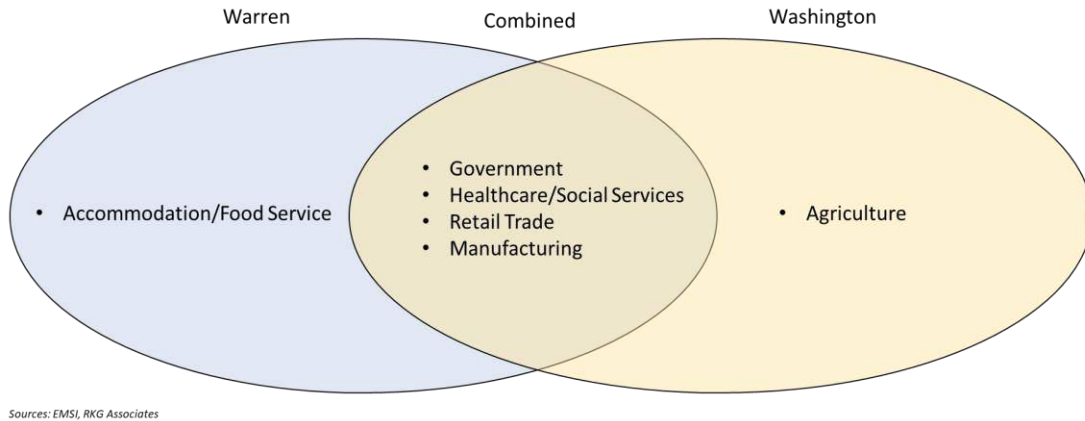 Warren
Combined
Washington
• Accommodation/Food Service
• Government
• Healthcare/Social Services
• Retail Trade
• Manufacturing
• Agriculture
Sources: EMSI, RKG Associates